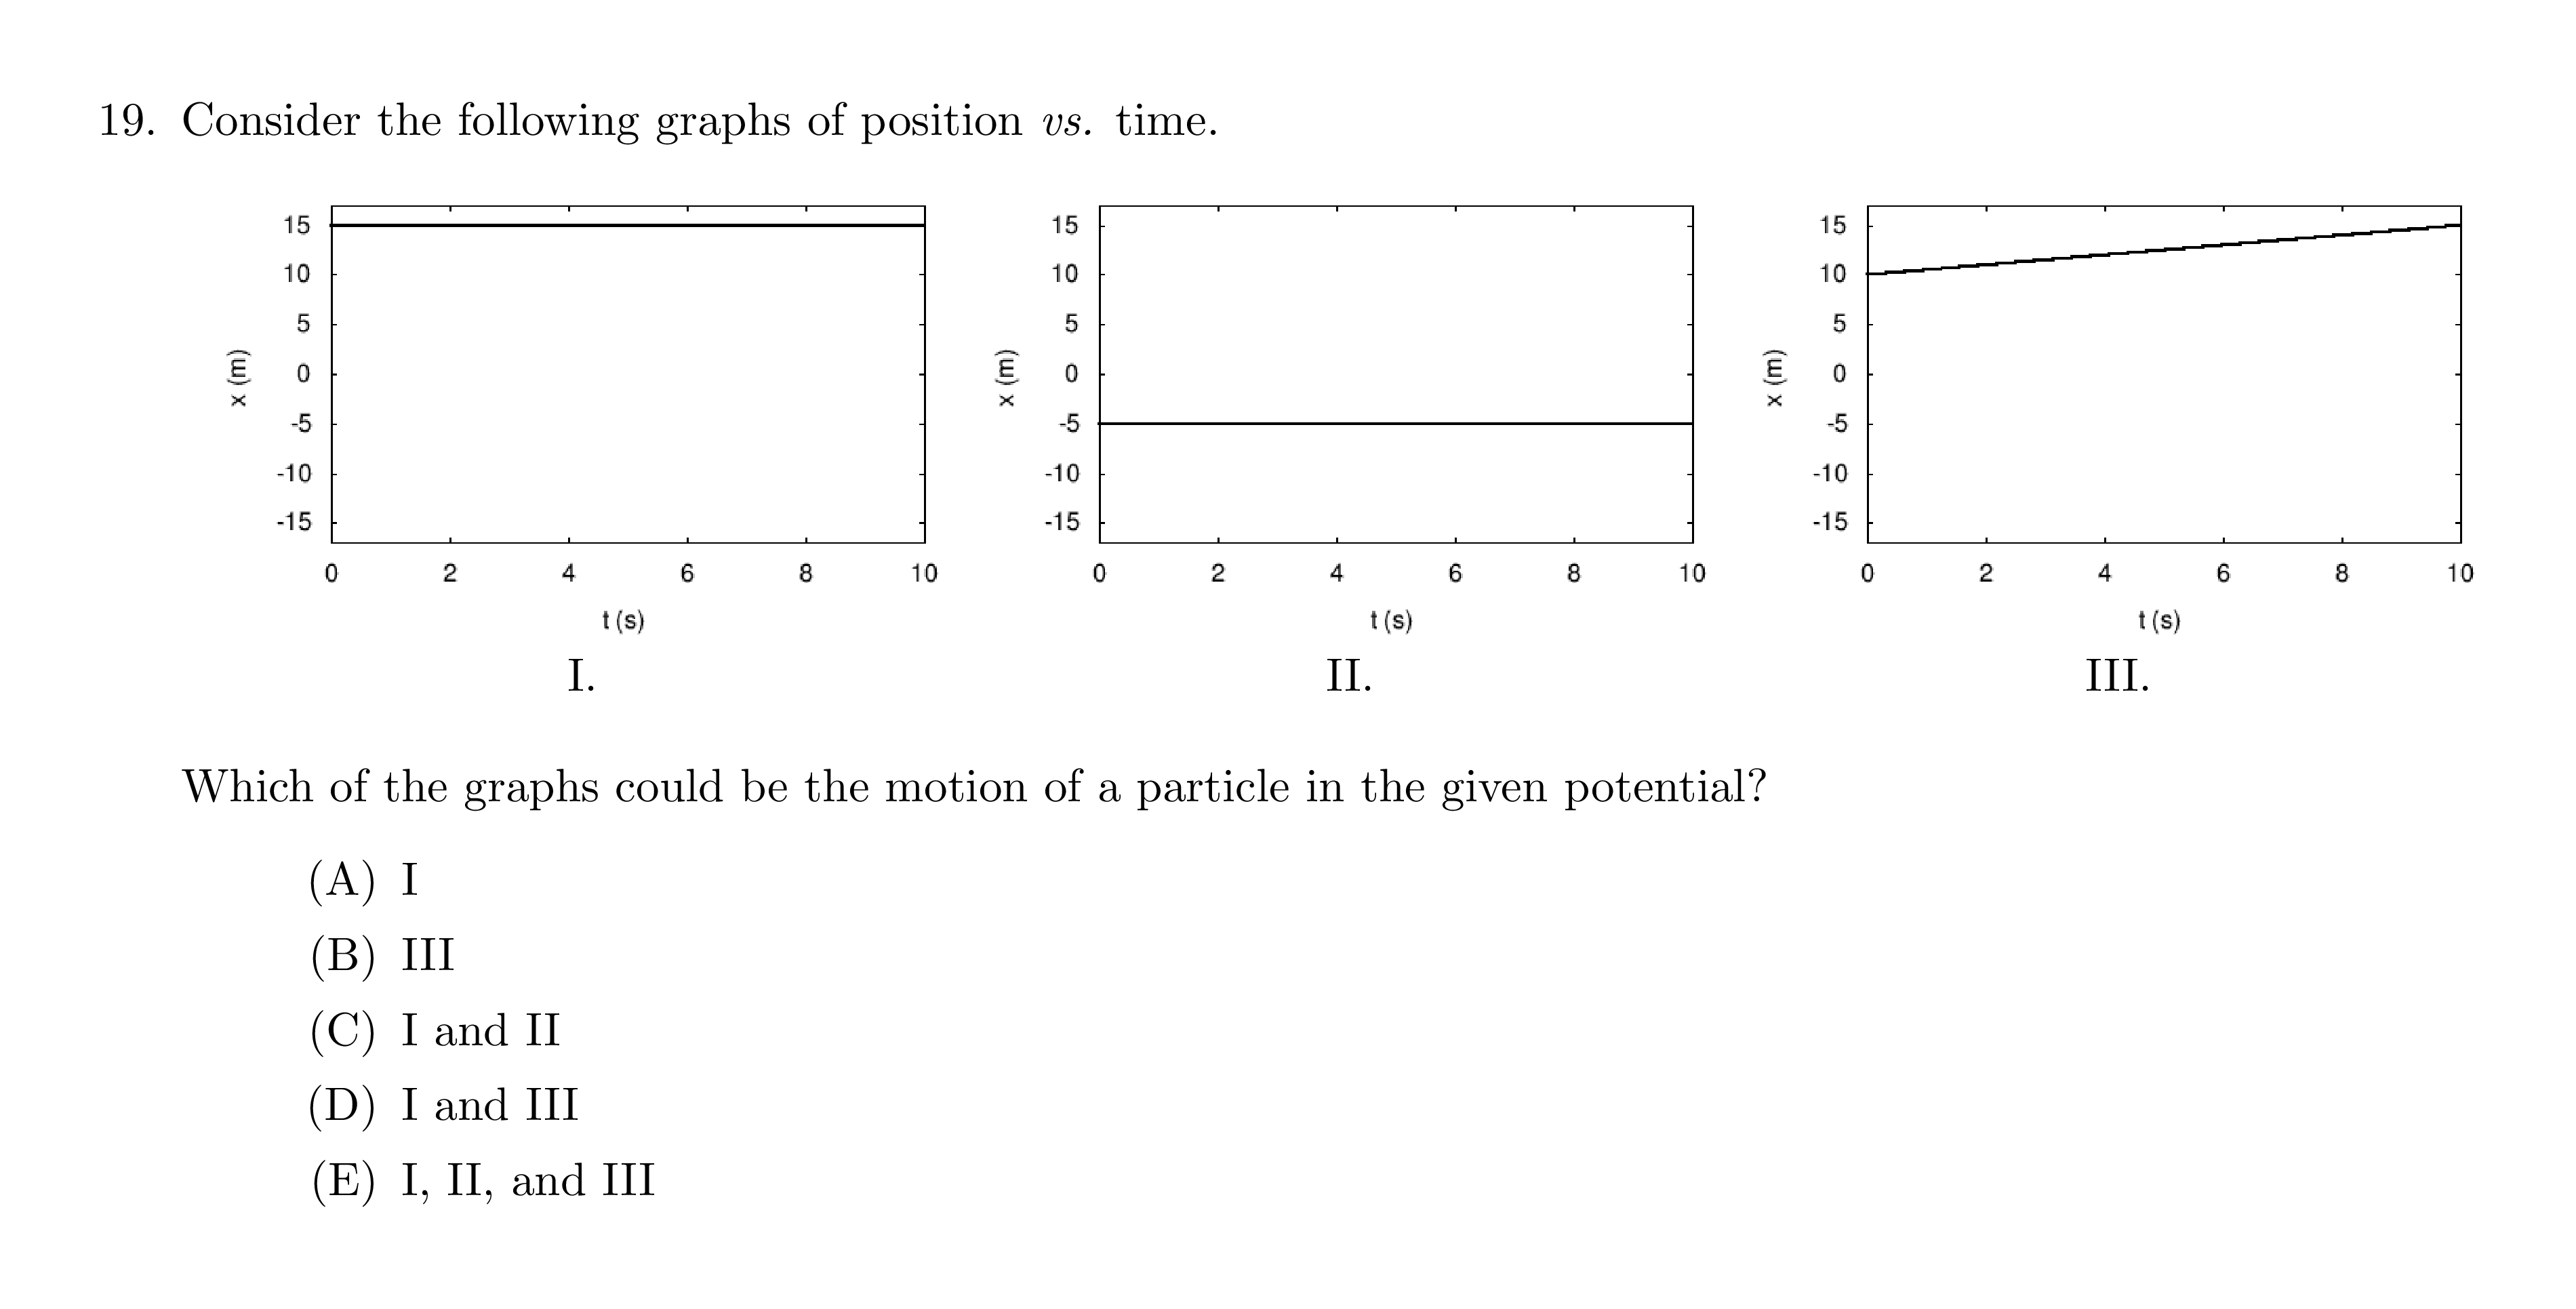 19. Consider the following graphs of position vs. time.
15 15 15
10 10 10
5 5 5
0 0 0
-5 -5 -5
-10 -10 -10
-15 -15 -15
x (m) x (m) x (m)
0 2 4 6 8 10 0 2 4 6 8 10 0 2 4 6 8 10
t (s) t (s) t (s)
I. II. III.
Which of the graphs could be the motion of a particle in the given potential?
(A) I
(B) III
(C) I and II
(D) I and III
(E) I, II, and III